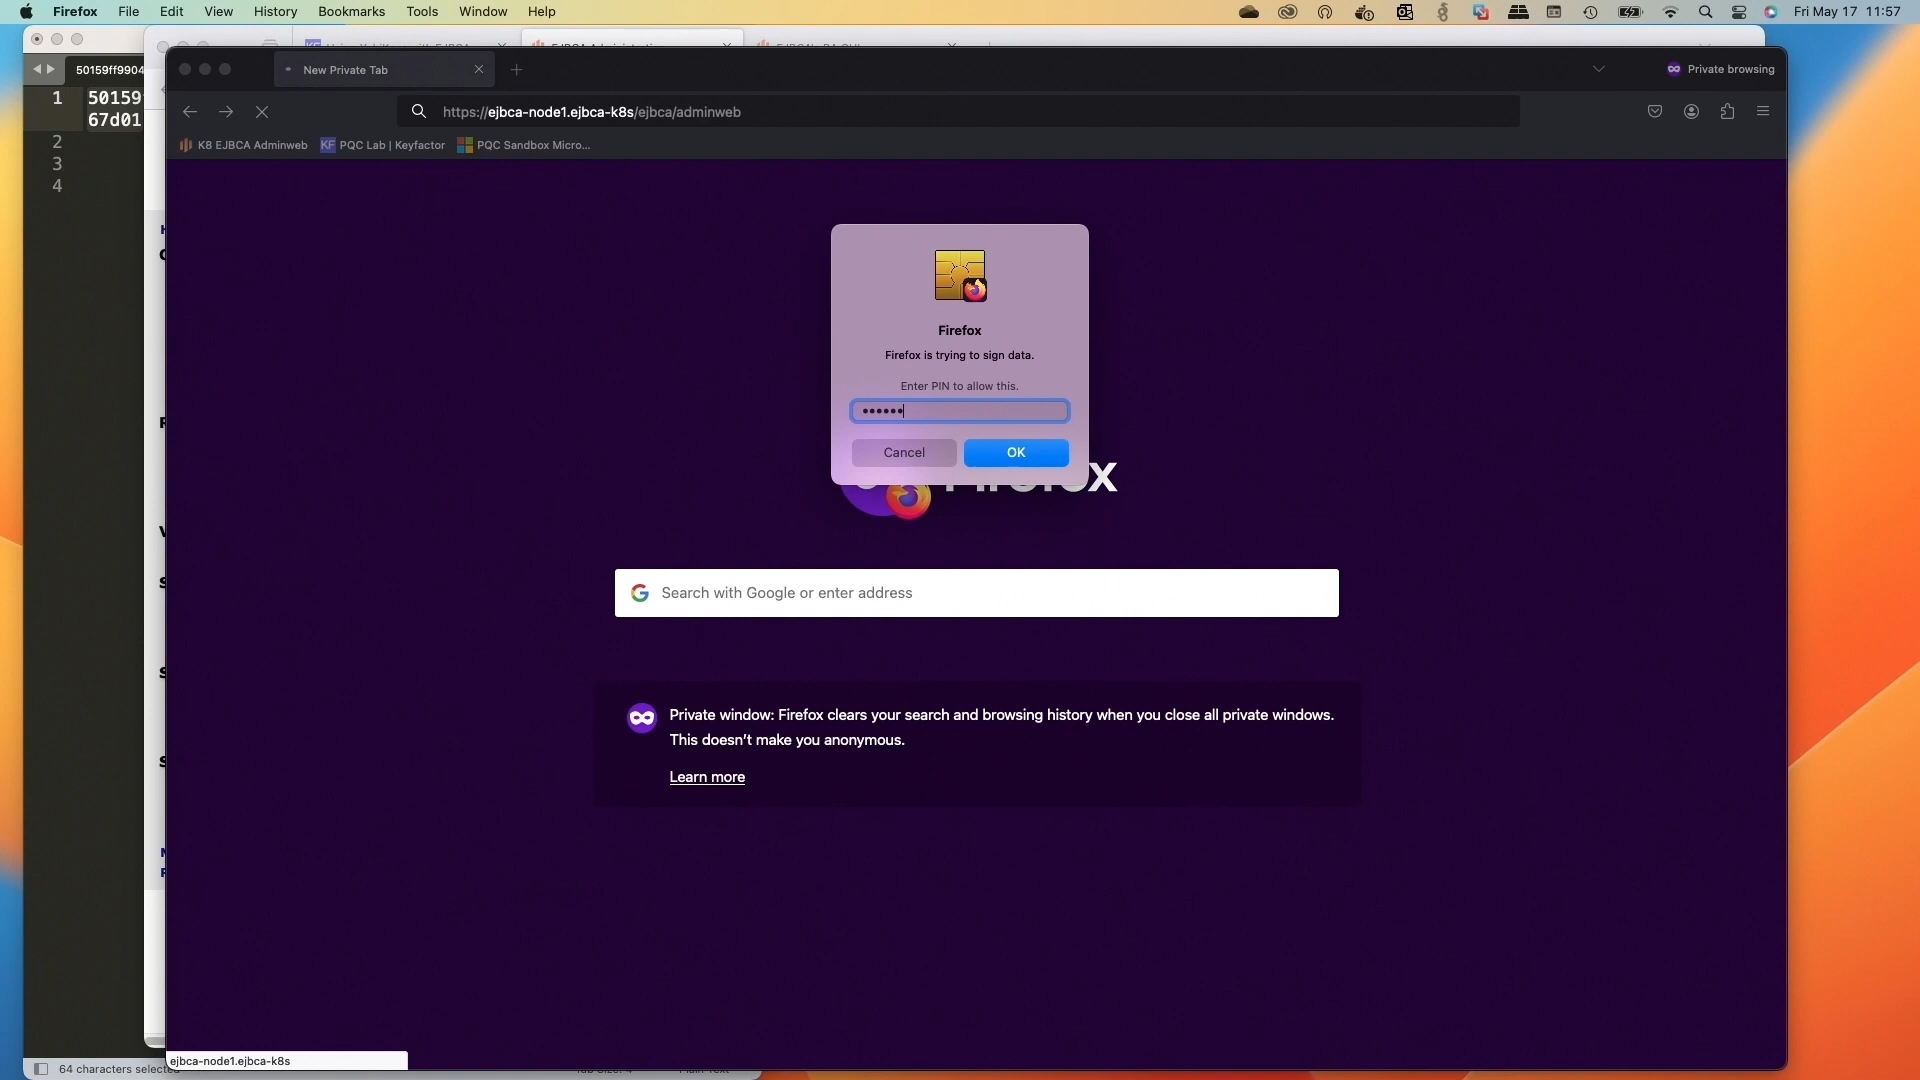 Firefox File Edit View History Bookmarks Tools Window Help Fri May 17 11:57
50159ff9904
New Private Tab
Private browsing
1 50159
67d01
2
3
4
https://ejbca-node1.ejbca-k8s/ejbca/adminweb
K8 EJBCA Adminweb KF PQC Lab | Keyfactor PQC Sandbox Micro...
Firefox
Firefox is trying to sign data.
Enter PIN to allow this.
Cancel OK
Search with Google or enter address
Private window: Firefox clears your search and browsing history when you close all private windows.
This doesn't make you anonymous.
Learn more
ejbca-node1.ejbca-k8s
64 characters selected